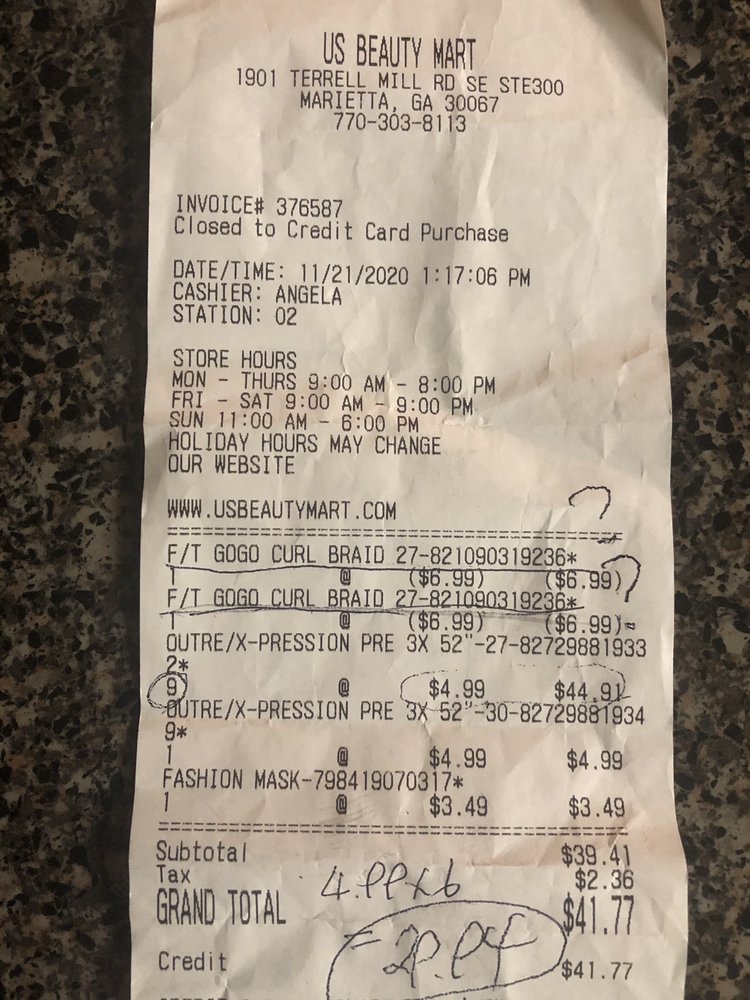 US BEAUTY MART
1901 TERRELL MILL RD SE STE300
MARIETTA, GA 30067
770-303-8113
INVOICE# 376587
Closed to Credit Card Purchase
DATE/TIME: 11/21/2020 1:17:06 PM
CASHIER: ANGELA
STATION: 02
STORE HOURS
MON - THURS 9:00 AM - 8:00 PM
FRI - SAT 9:00 AM - 9:00 PM
SUN 11:00 AM - 6:00 PM
HOLIDAY HOURS MAY CHANGE
OUR WEBSITE
WWW.USBEAUTYMART.COM ?
F/T GOGO CURL BRAID 27-821090319236* ?
1 @ ($6.99) ($6.99)
F/T GOGO CURL BRAID 27-821090319236*
1 @ ($6.99) ($6.99)
OUTRE/X-PRESSION PRE 3X 52"-27-82729881933
2*
9 @ $4.99 $44.91
OUTRE/X-PRESSION PRE 3X 52"-30-82729881934
9*
1 @ $4.99 $4.99
FASHION MASK-798419070317*
1 @ $3.49 $3.49
Subtotal $39.41
Tax $2.36
4.99x6
GRAND TOTAL $41.77
= 29.94
Credit $41.77